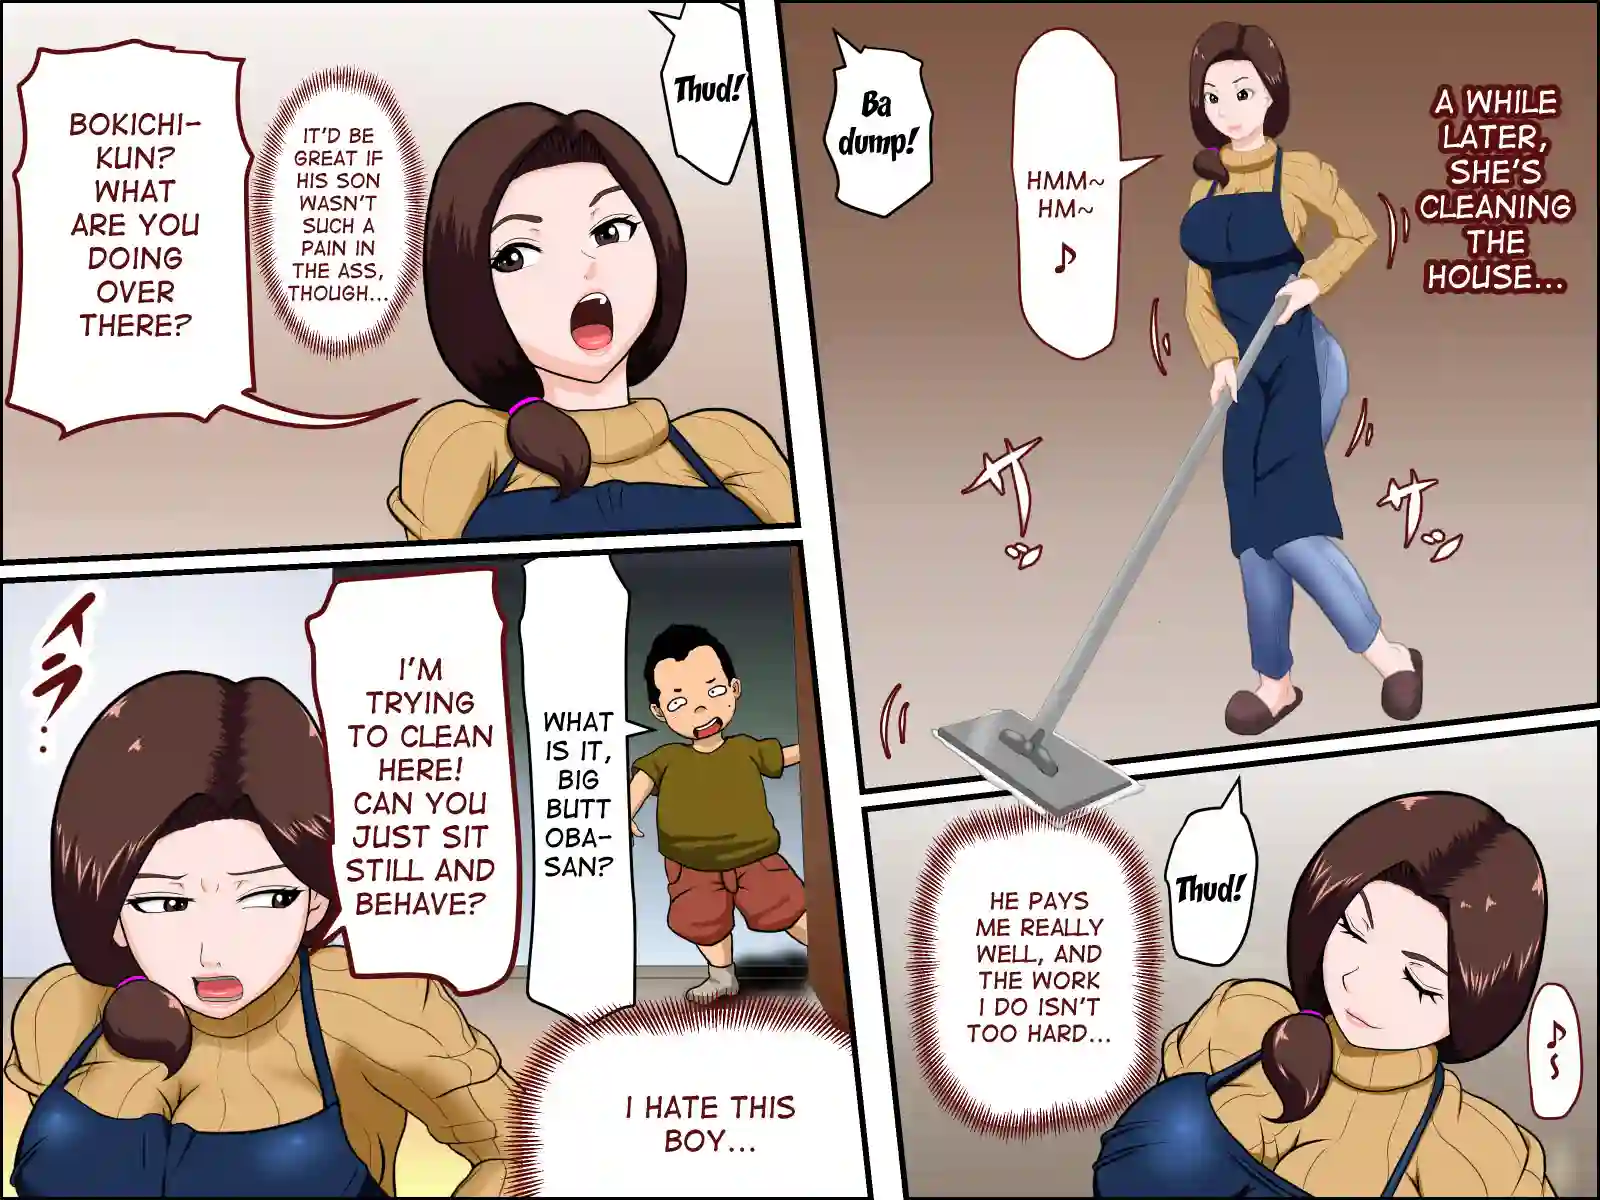 A WHILE
LATER,
SHE'S
CLEANING
THE
HOUSE...
HMM~
HM~
♪
Ba
dump!
ザッ
ザッ
Thud!
HE PAYS
ME REALLY
WELL, AND
THE WORK
I DO ISN'T
TOO HARD...
♪~
Thud!
IT'D BE
GREAT IF
HIS SON
WASN'T
SUCH A
PAIN IN
THE ASS,
THOUGH...
BOKICHI-
KUN?
WHAT
ARE YOU
DOING
OVER
THERE?
WHAT
IS IT,
BIG
BUTT
OBA-
SAN?
I'M
TRYING
TO CLEAN
HERE!
CAN YOU
JUST SIT
STILL AND
BEHAVE?
イラ…
I HATE THIS
BOY...